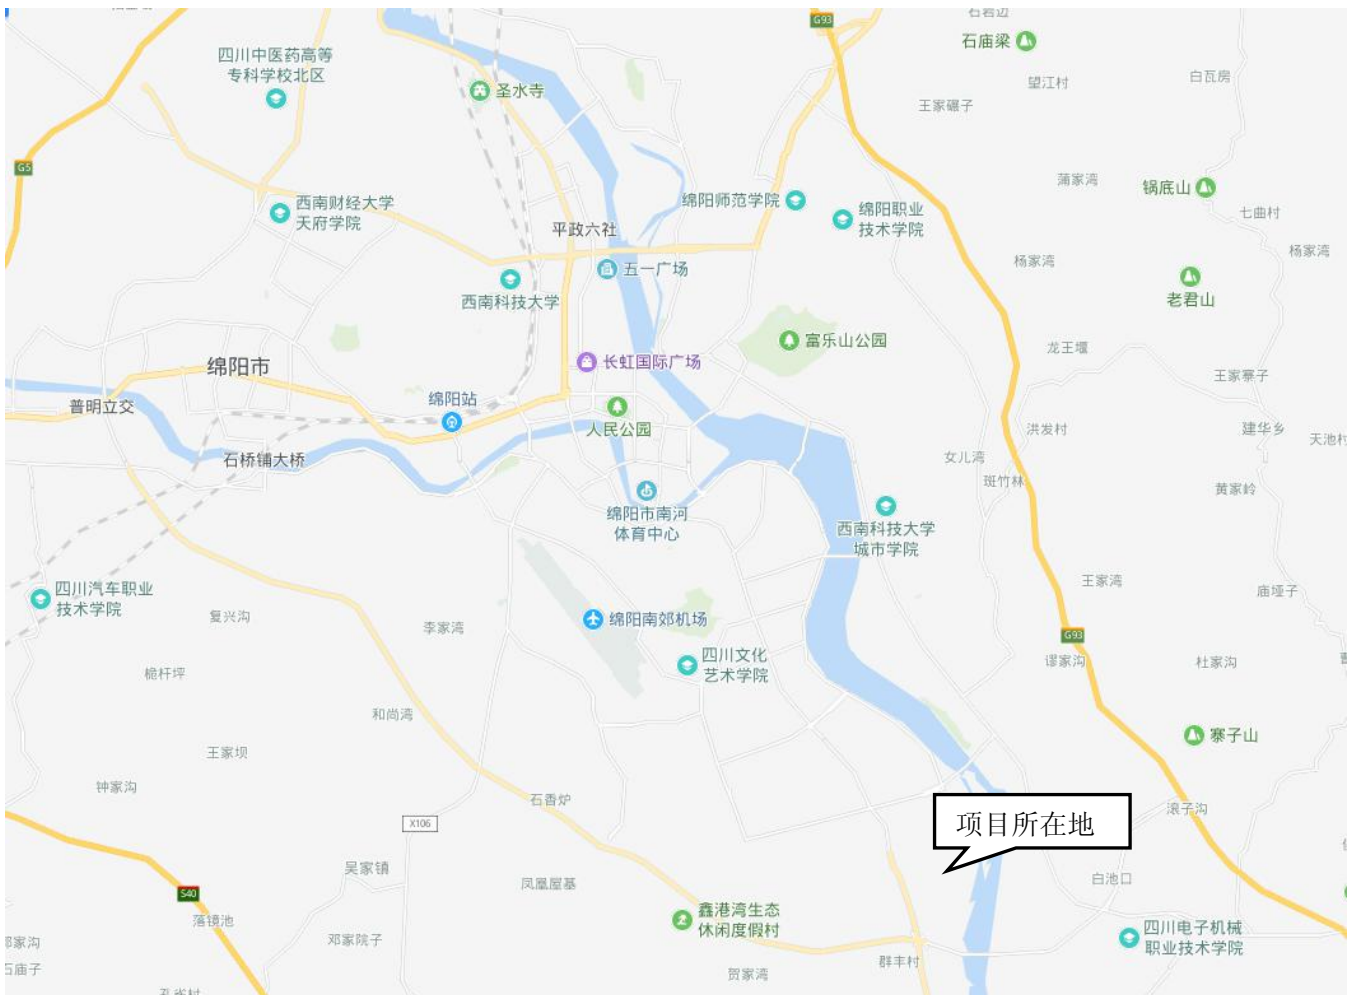 石岩边
G93
石庙梁
四川中医药高等
专科学校北区
望江村
白瓦房
圣水寺
王家碾子
G5
蒲家湾
锅底山
绵阳师范学院
西南财经大学
天府学院
绵阳职业
技术学院
七曲村
平政六社
杨家湾
杨家湾
五一广场
西南科技大学
老君山
富乐山公园
龙王堰
绵阳市
长虹国际广场
王家寨子
绵阳站
普明立交
人民公园
洪发村
建华乡
天池村
石桥铺大桥
女儿湾
班竹林
黄家岭
绵阳市南河
体育中心
西南科技大学
城市学院
四川汽车职业
技术学院
王家湾
庙垭子
复兴沟
李家湾
绵阳南郊机场
G93
四川文化
艺术学院
谬家沟
杜家沟
桅杆坪
和尚湾
寨子山
王家坝
钟家沟
石香炉
滚子沟
X106
项目所在地
吴家镇
凤凰屋基
白池口
S40
落镜池
鑫港湾生态
休闲度假村
四川电子机械
职业技术学院
邓家院子
群丰村
石庙子
贺家湾